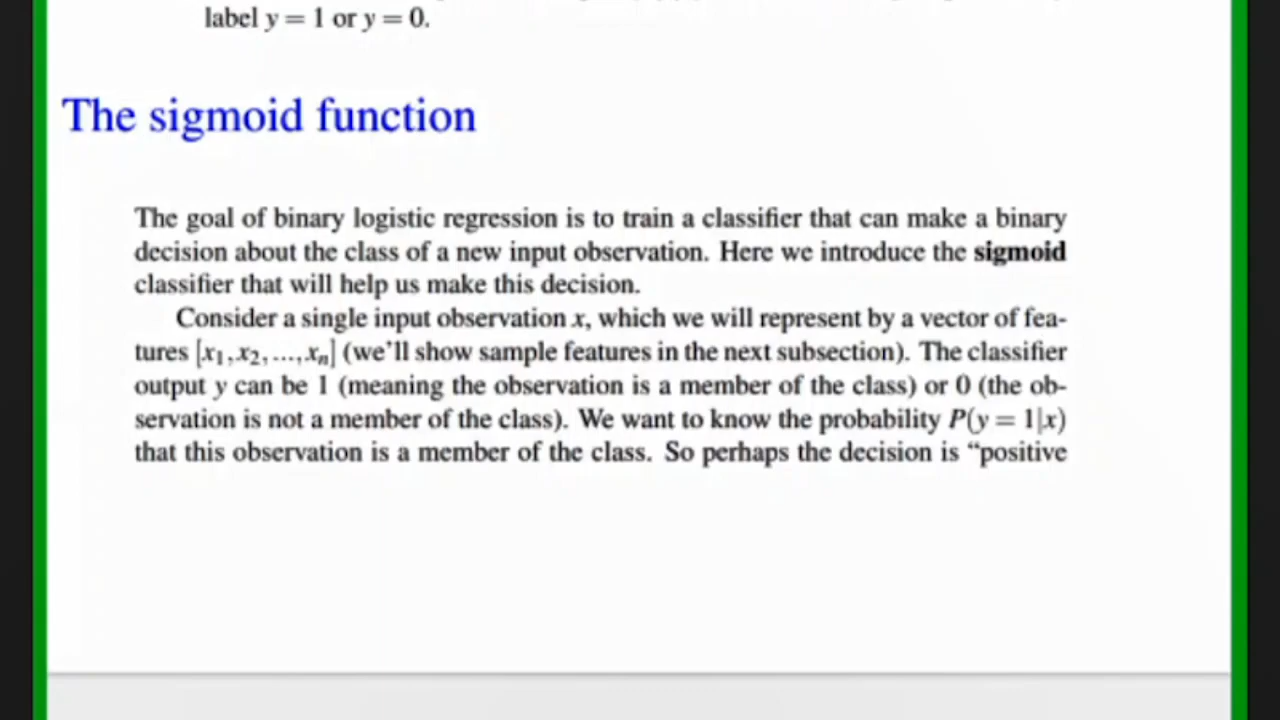 label y = 1 or y = 0.
The sigmoid function
The goal of binary logistic regression is to train a classifier that can make a binary
decision about the class of a new input observation. Here we introduce the sigmoid
classifier that will help us make this decision.
Consider a single input observation x, which we will represent by a vector of fea-
tures [x₁,x₂,...,xₙ] (we'll show sample features in the next subsection). The classifier
output y can be 1 (meaning the observation is a member of the class) or 0 (the ob-
servation is not a member of the class). We want to know the probability P(y = 1|x)
that this observation is a member of the class. So perhaps the decision is “positive